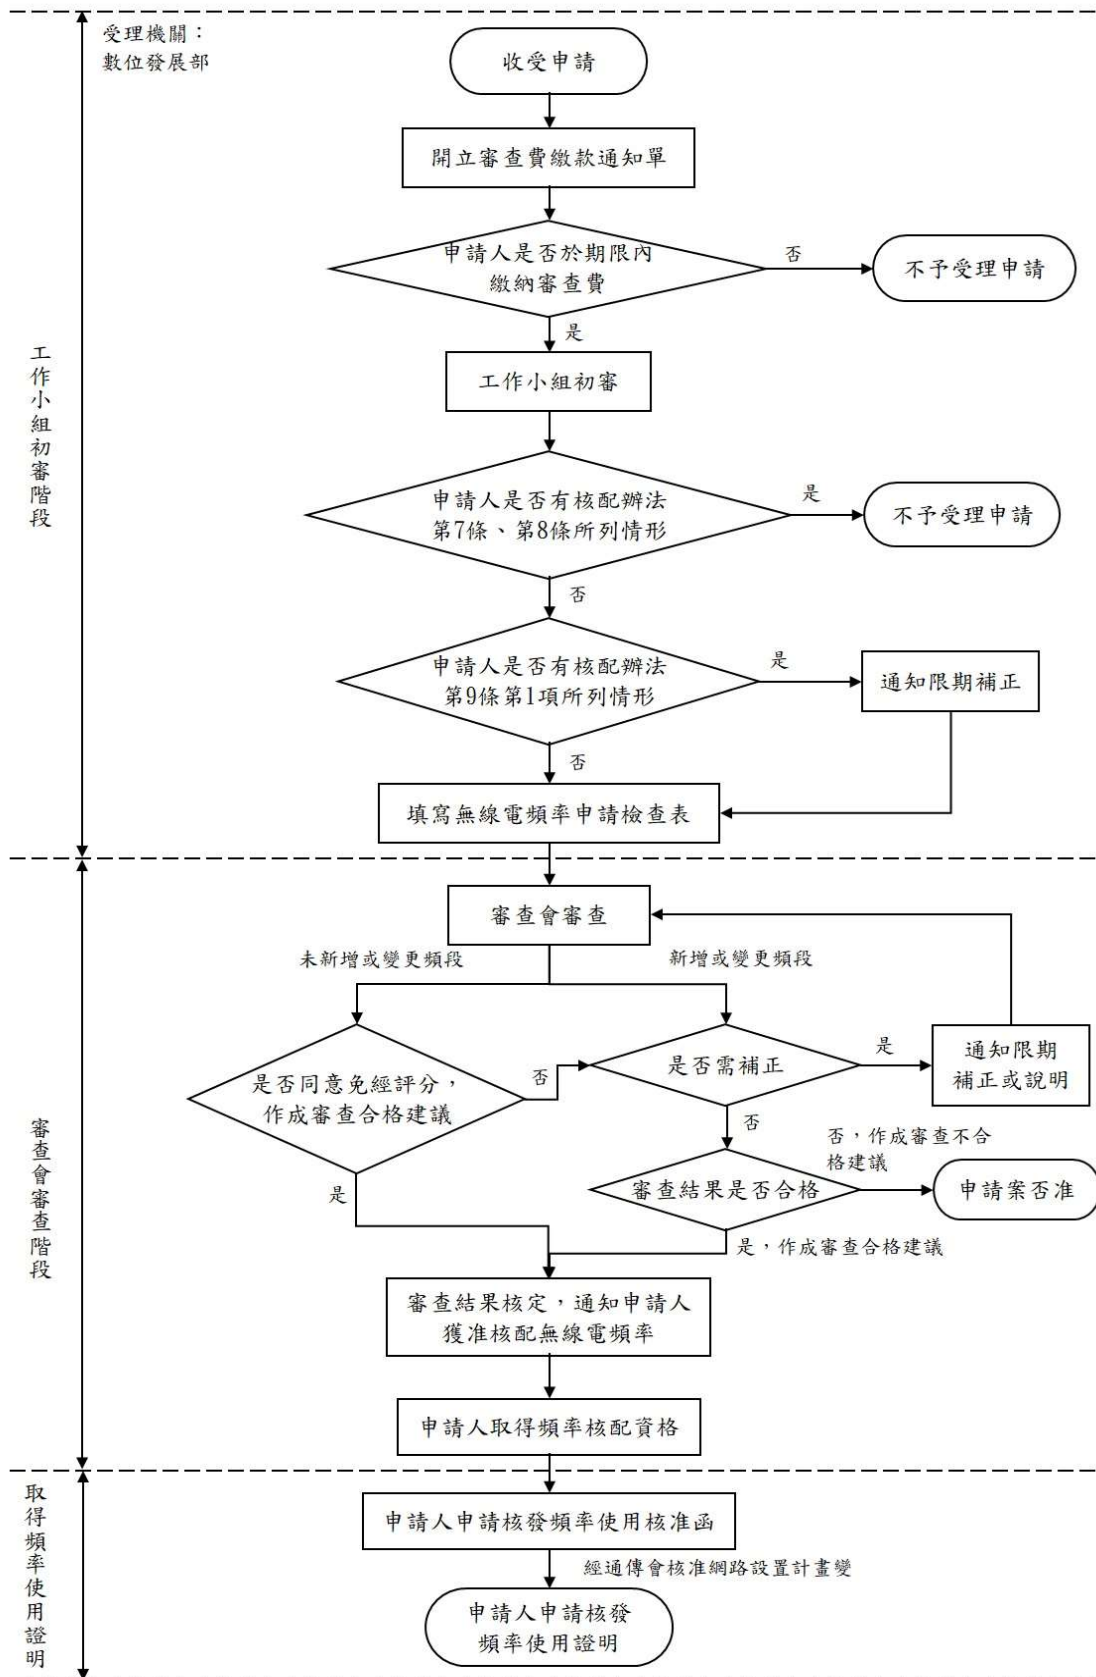 受理機關：
數位發展部
收受申請
開立審查費繳款通知單
申請人是否於期限內
繳納審查費
否
不予受理申請
是
工作小組初審階段
工作小組初審
申請人是否有核配辦法
第7條、第8條所列情形
是
不予受理申請
否
申請人是否有核配辦法
第9條第1項所列情形
是
通知限期補正
否
填寫無線電頻率申請檢查表
審查會審查階段
審查會審查
未新增或變更頻段
新增或變更頻段
是否同意免經評分，
作成審查合格建議
否
是否需補正
是
通知限期
補正或說明
否
否，作成審查不合
格建議
審查結果是否合格
申請案否准
是
是，作成審查合格建議
審查結果核定，通知申請人
獲准核配無線電頻率
申請人取得頻率核配資格
取得頻率使用證明
申請人申請核發頻率使用核准函
經通傳會核准網路設置計畫變
申請人申請核發
頻率使用證明